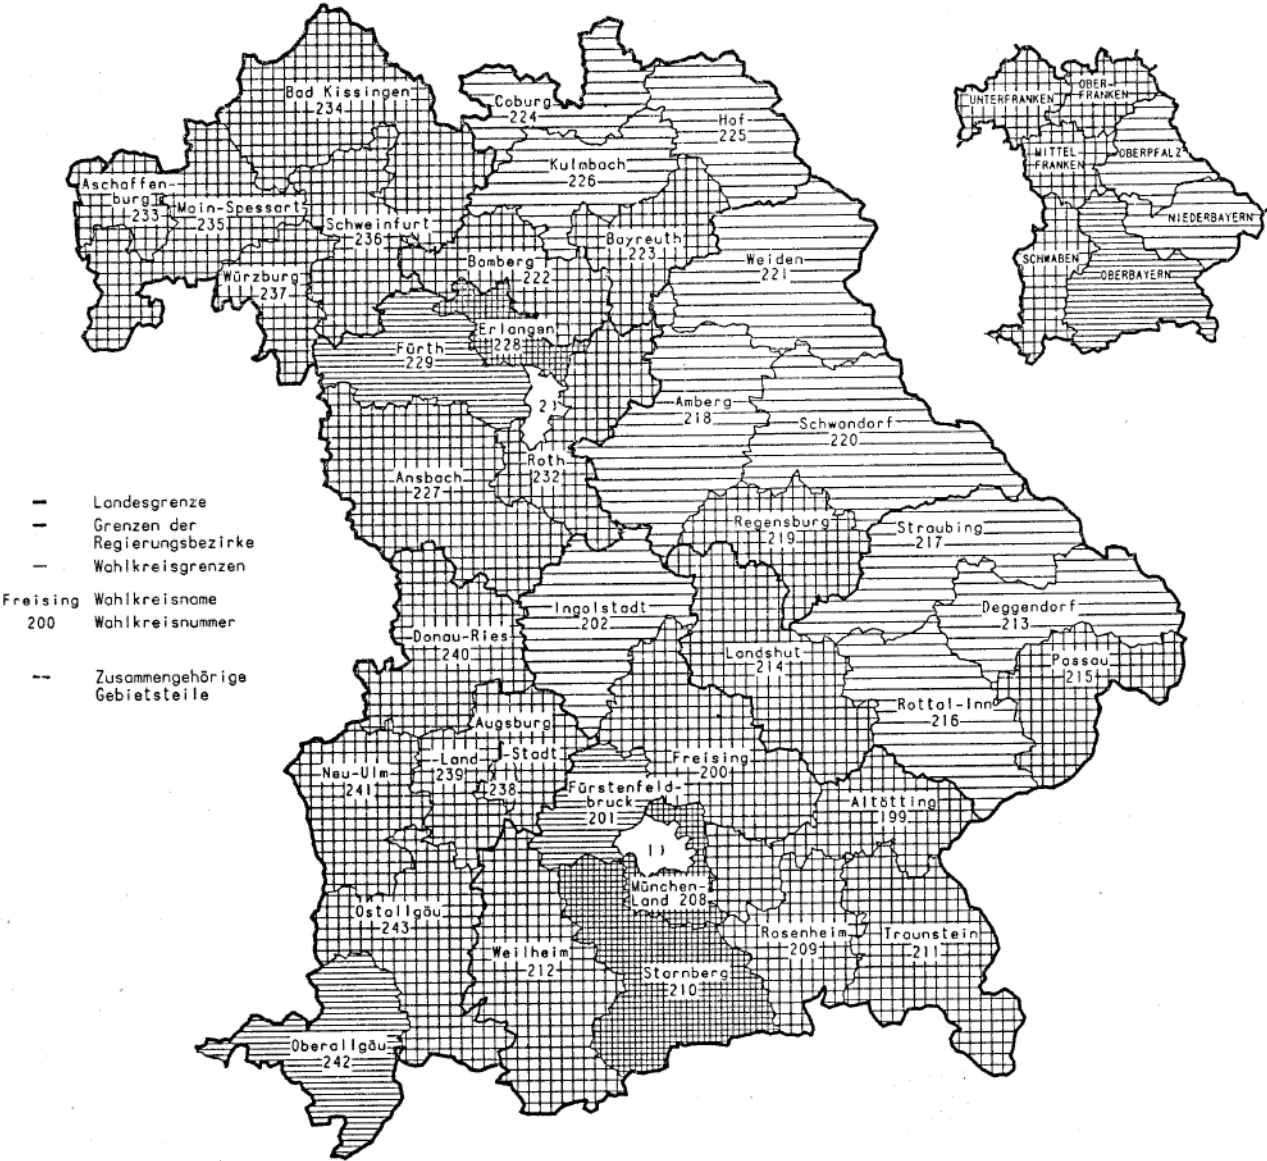 Bad Kissingen
234
Coburg
224
Hof
225
Kulmbach
226
Aschaffen-
burg
233
Main-Spessart
235
Schweinfurt
236
Bayreuth
223
Bamberg
222
Würzburg
237
Weiden
221
Erlangen
228
Fürth
229
2)
Amberg
218
Schwandorf
220
Roth
232
Ansbach
227
Regensburg
219
Straubing
217
Ingolstadt
202
Deggendorf
213
Donau-Ries
240
Landshut
214
Passau
215
Rottal-Inn
216
Augsburg
-Stadt
238
-Land
239
Neu-Ulm
241
Freising
200
Fürstenfeld-
bruck
201
Altötting
199
1)
München-
Land 208
Ostallgäu
243
Weilheim
212
Rosenheim
209
Traunstein
211
Starnberg
210
Oberallgäu
242
UNTERFRANKEN
OBER-
FRANKEN
MITTEL
FRANKEN
OBERPFALZ
NIEDERBAYERN
SCHWABEN
OBERBAYERN
Landesgrenze
Grenzen der
Regierungsbezirke
Wahlkreisgrenzen
Freising Wahlkreisname
200 Wahlkreisnummer
-- Zusammengehörige
Gebietsteile